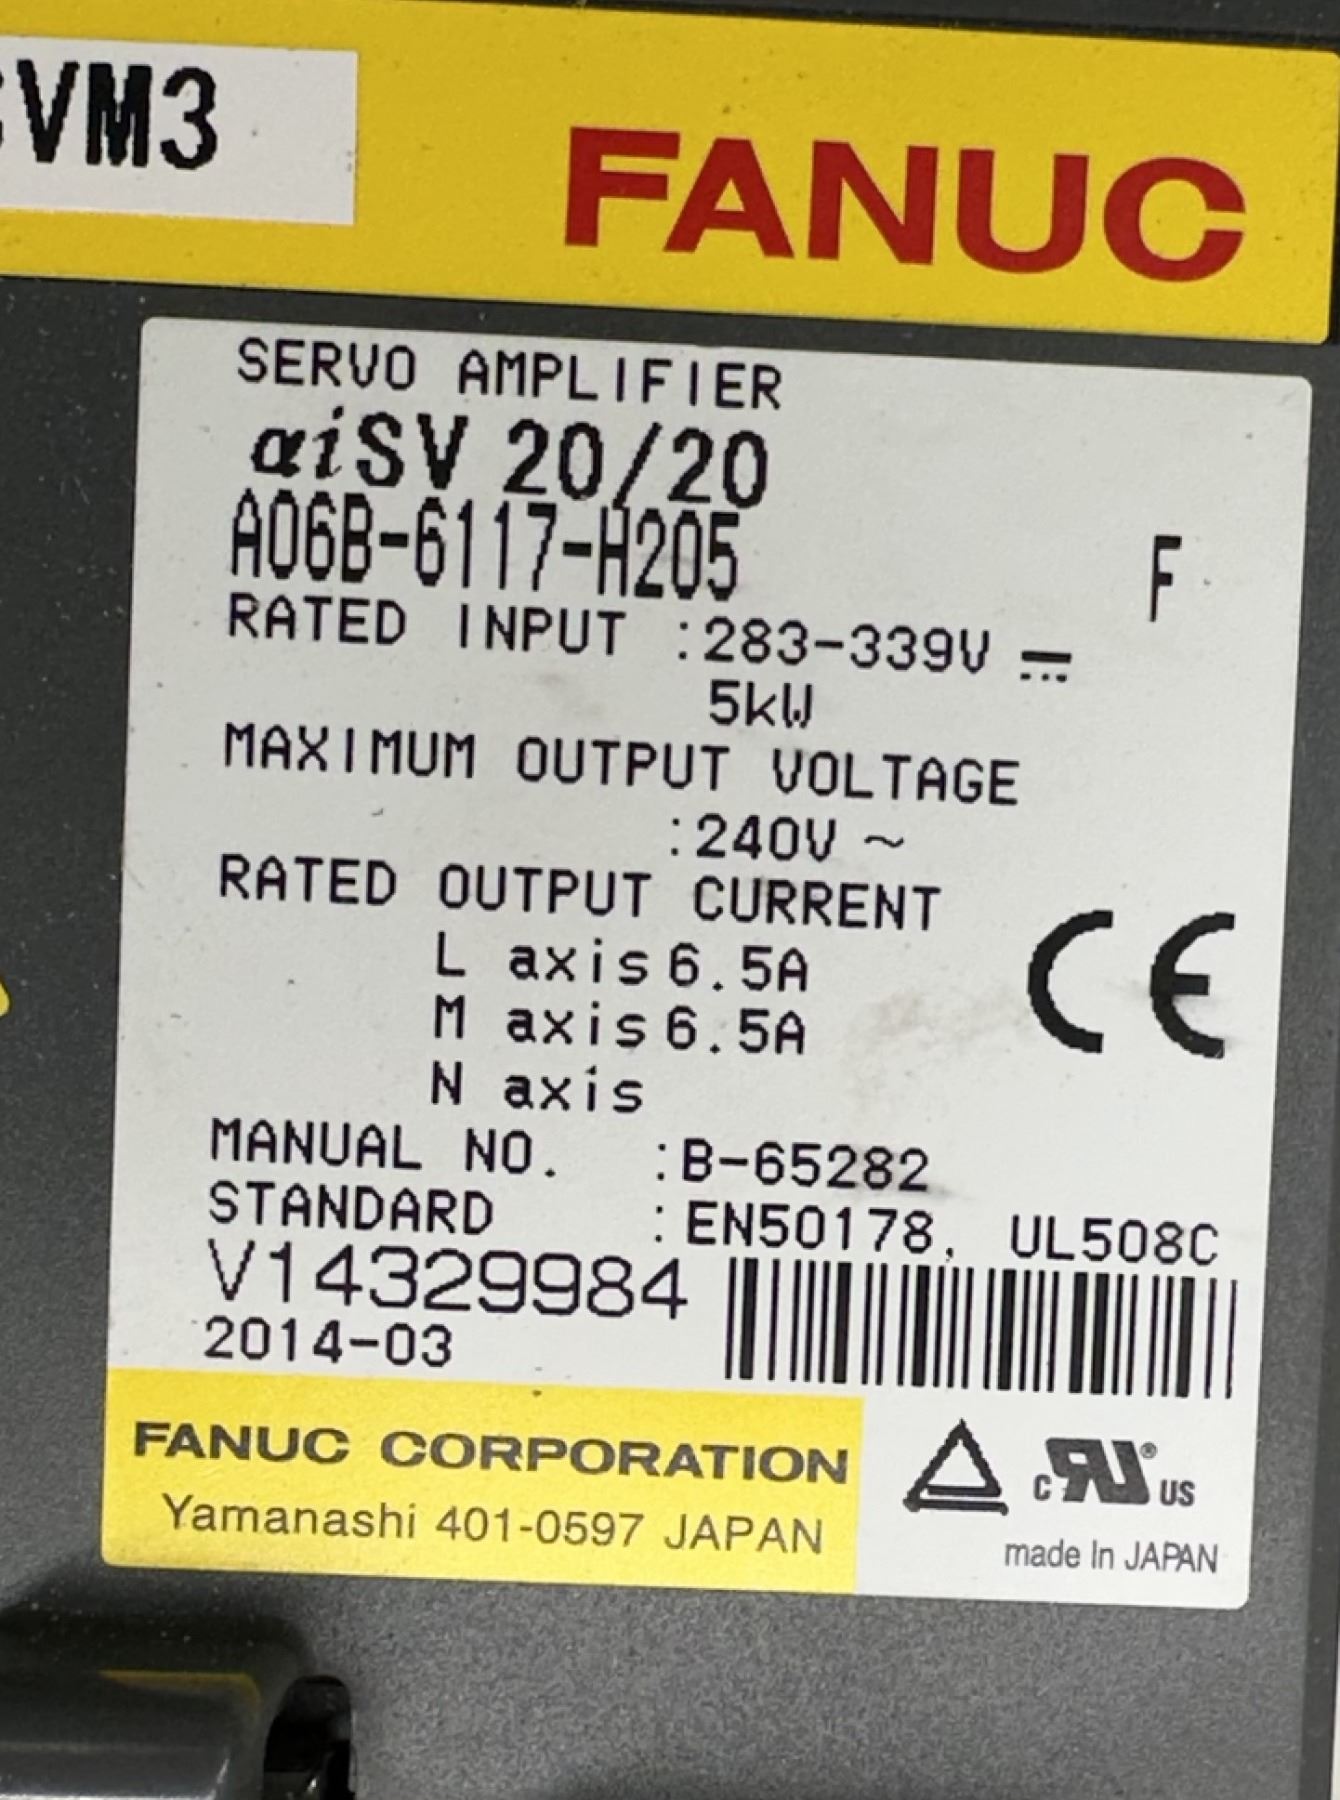 SVM3
FANUC
SERVO AMPLIFIER
αiSV 20/20
A06B-6117-H205
F
RATED INPUT :283-339V ⎓
5kW
MAXIMUM OUTPUT VOLTAGE
:240V ~
RATED OUTPUT CURRENT
L axis 6.5A
M axis 6.5A
N axis
CE
MANUAL NO. :B-65282
STANDARD :EN50178, UL508C
V14329984
2014-03
FANUC CORPORATION
Yamanashi 401-0597 JAPAN
c RU ® US
made In JAPAN